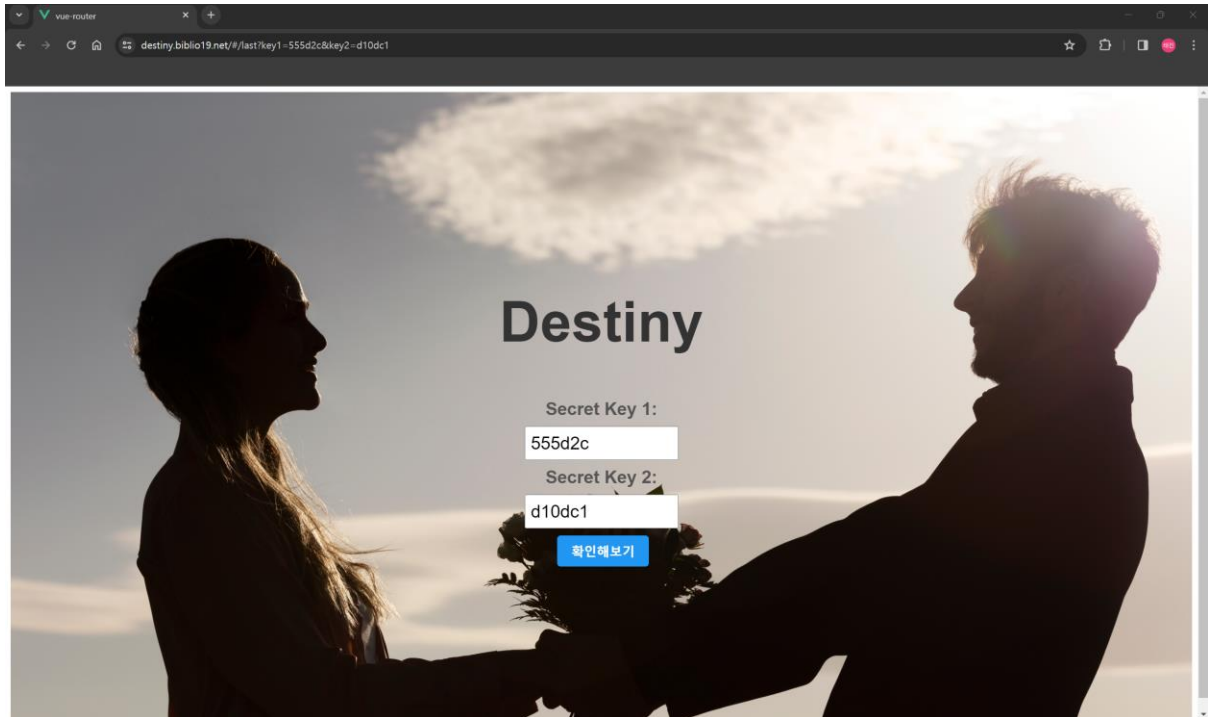 vue-router
destiny.biblio19.net/#/last?key1=555d2c&key2=d10dc1
Destiny
Secret Key 1:
555d2c
Secret Key 2:
d10dc1
확인해보기